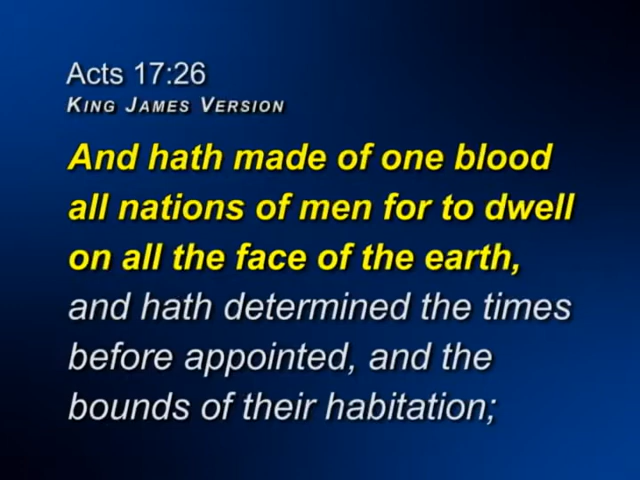 Acts 17:26
KING JAMES VERSION
And hath made of one blood
all nations of men for to dwell
on all the face of the earth,
and hath determined the times
before appointed, and the
bounds of their habitation;